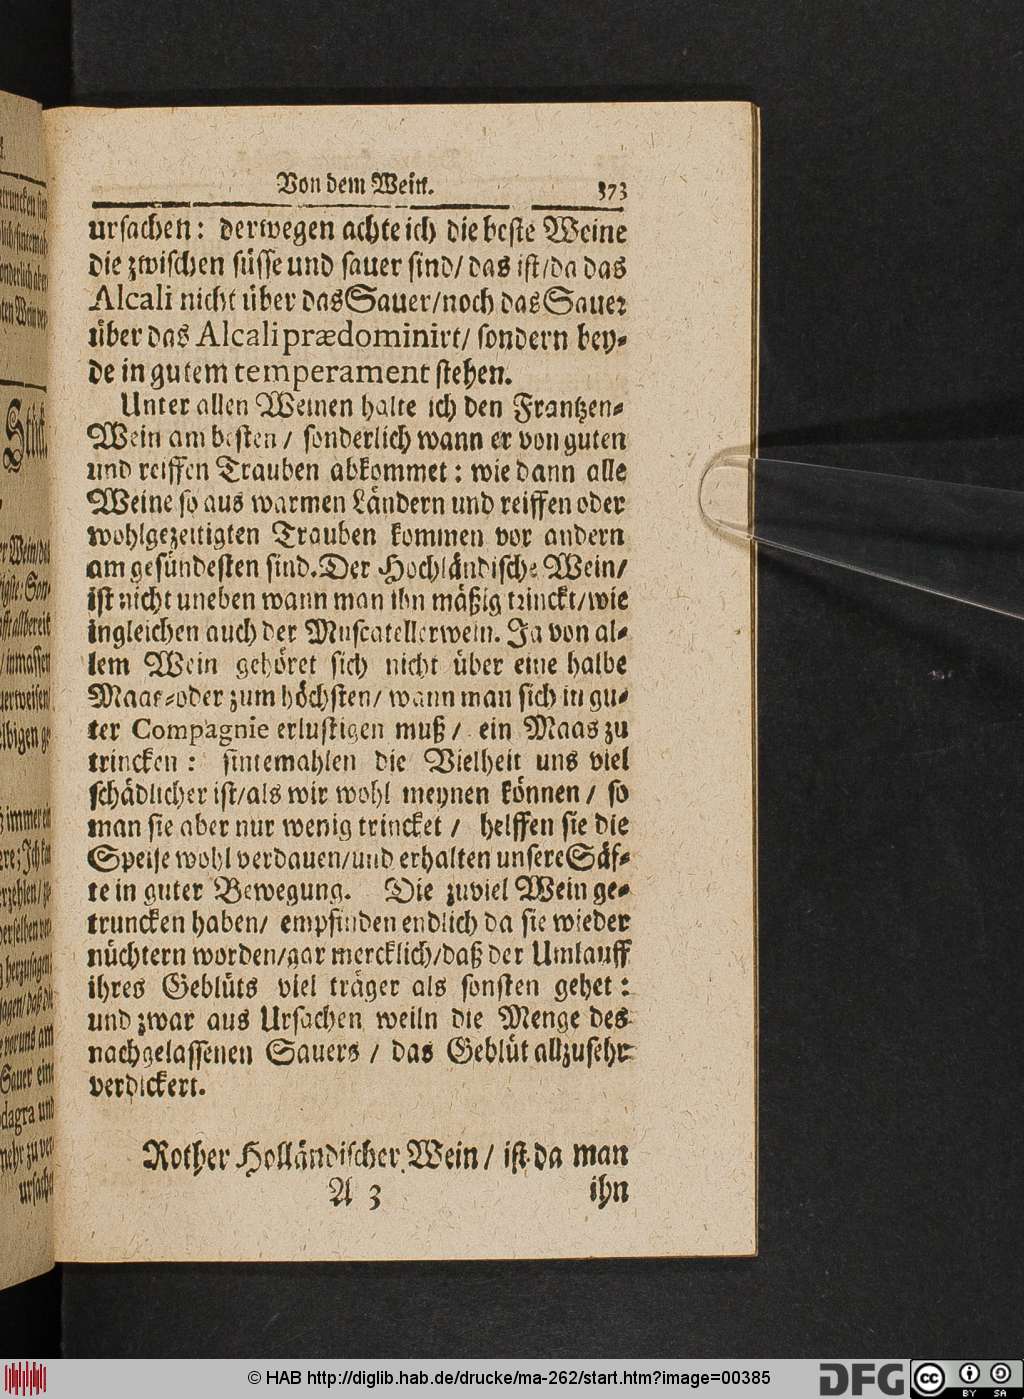 Von dem Wein. 373
ursachen: derwegen achte ich die beste Weine
die zwischen süsse und sauer sind/ das ist/da das
Alcali nicht über das Sauer/noch das Sauer
über das Alcali prædominirt/ sondern bey-
de in gutem temperament stehen.
Unter allen Weinen halte ich den Frantzen-
Wein am besten / sonderlich wann er von guten
und reiffen Trauben abkommet: wie dann alle
Weine so aus warmen Ländern und reiffen oder
wohlgezeitigten Trauben kommen vor andern
am gesündesten sind. Der Hochländische Wein/
ist nicht uneben wann man ihn mäßig trinckt/wie
ingleichen auch der Muscatellerwein. Ja von al-
lem Wein gehöret sich nicht über eine halbe
Maas-oder zum höchsten/ wann man sich in gu-
ter Compagnie erlustigen muß / ein Maas zu
trincken: sintemahlen die Vielheit uns viel
schädlicher ist/als wir wohl meynen können / so
man sie aber nur wenig trincket / helffen sie die
Speise wohl verdauen/und erhalten unsere Säf-
te in guter Bewegung. Die zuviel Wein ge-
truncken haben/ empfinden endlich da sie wieder
nüchtern worden/gar mercklich/daß der Umlauff
ihres Geblüts viel träger als sonsten gehet:
und zwar aus Ursachen weiln die Menge des
nachgelassenen Sauers / das Geblüt allzusehr
verdickert.
Rother Holländischer Wein / ist da man
A 3 ihn
© HAB http://diglib.hab.de/drucke/ma-262/start.htm?image=00385
DFG
cc BY SA